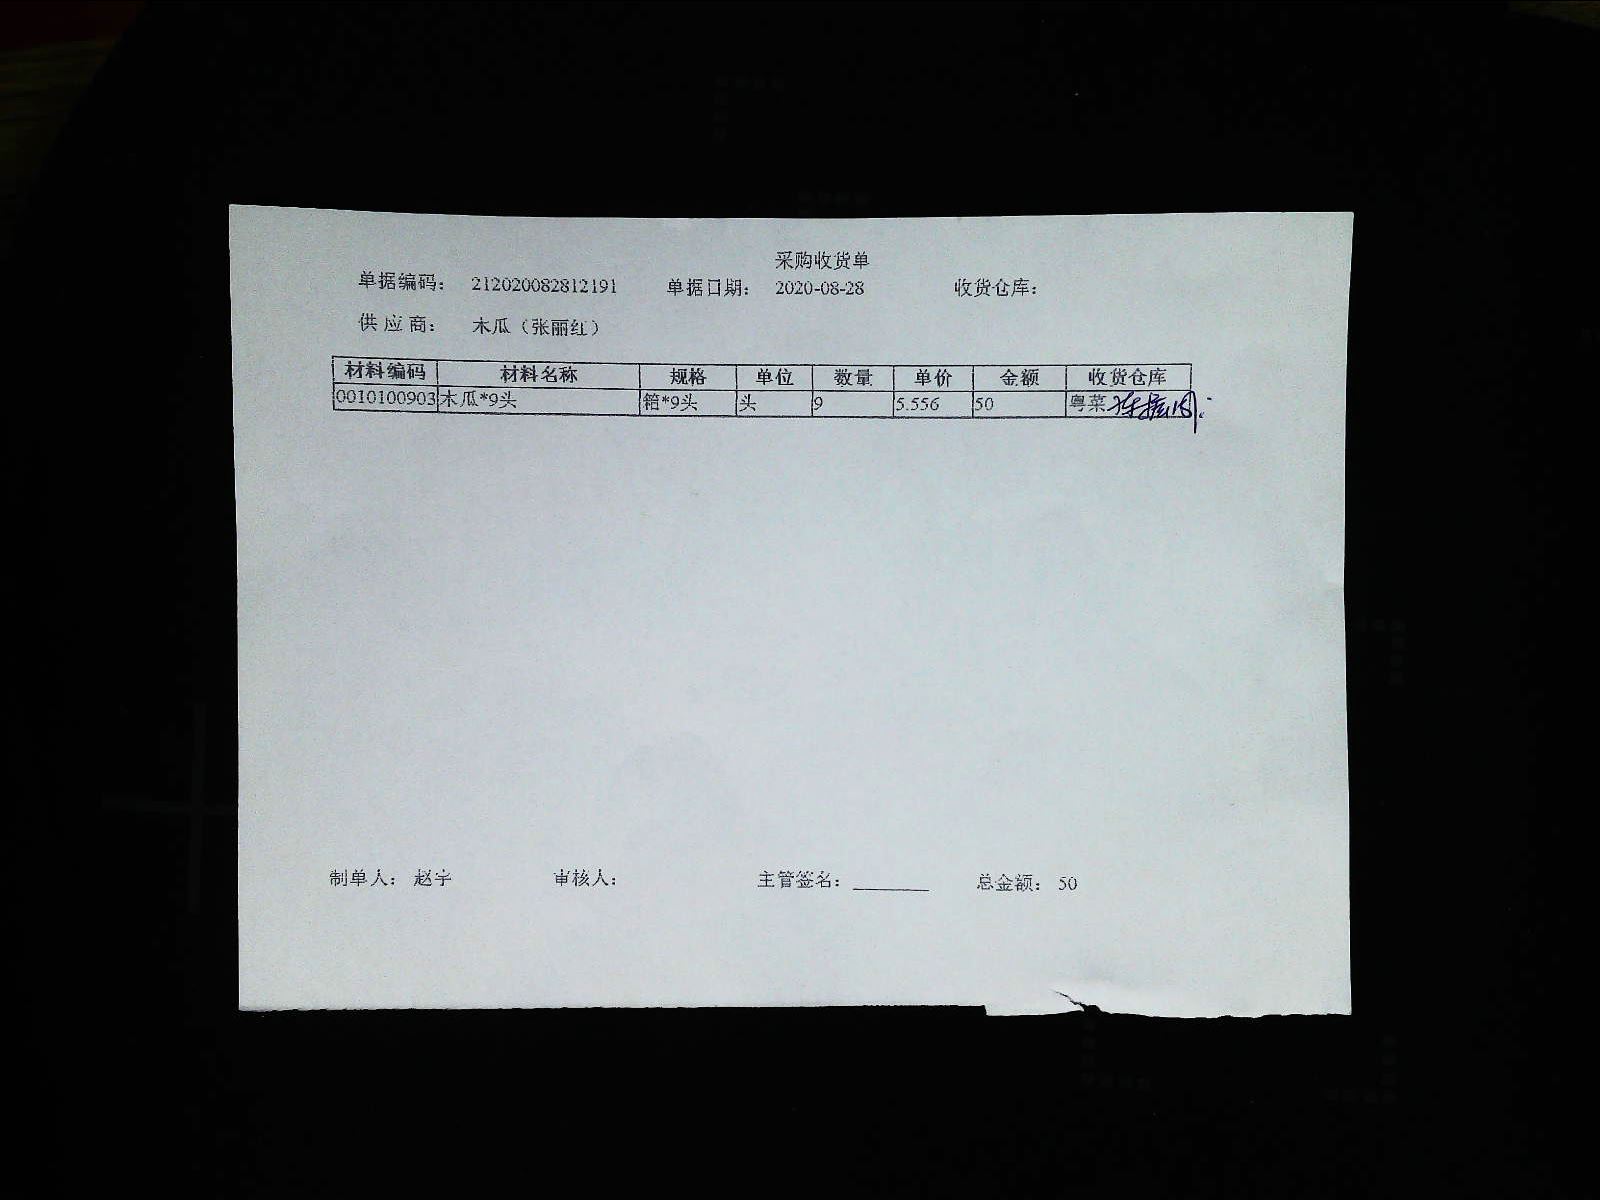 采购收货单
单据编码： 212020082812191 单据日期： 2020-08-28 收货仓库：
供应商： 木瓜（张丽红）
材料编码 材料名称 规格 单位 数量 单价 金额 收货仓库
0010100903 木瓜*9头 箱*9头 头 9 5.556 50 粤菜
制单人： 赵宇 审核人： 主管签名： ________ 总金额： 50